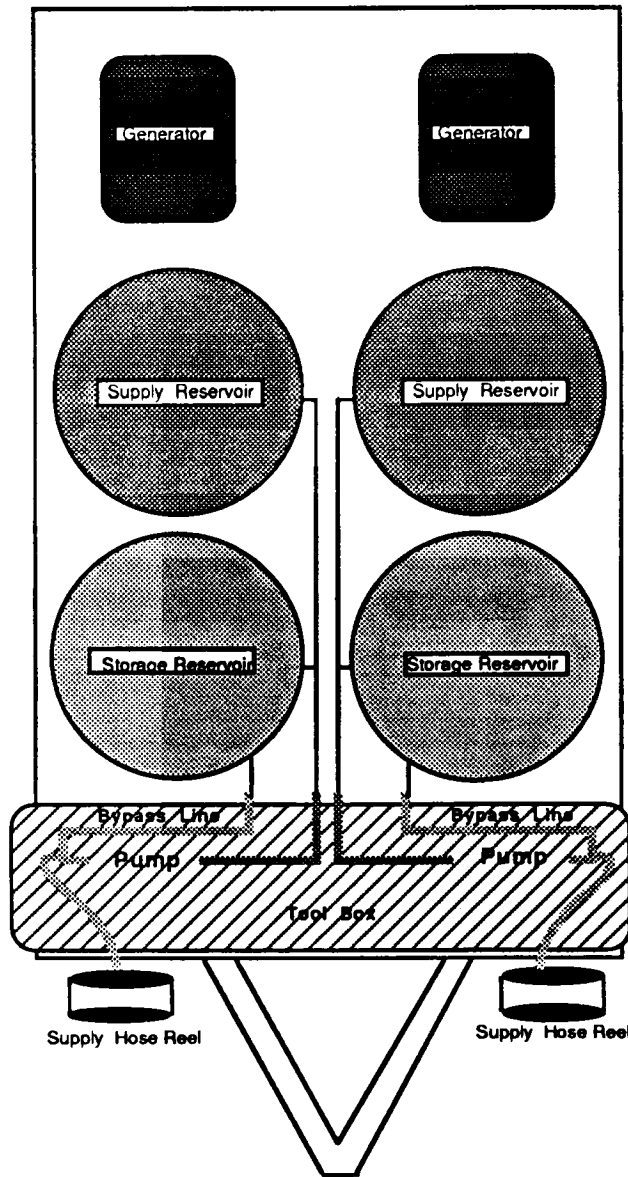 Generator
Generator
Supply Reservoir
Supply Reservoir
Storage Reservoir
Storage Reservoir
Bypass Line
Bypass Line
Pump
Pump
Tool Box
Supply Hose Reel
Supply Hose Reel